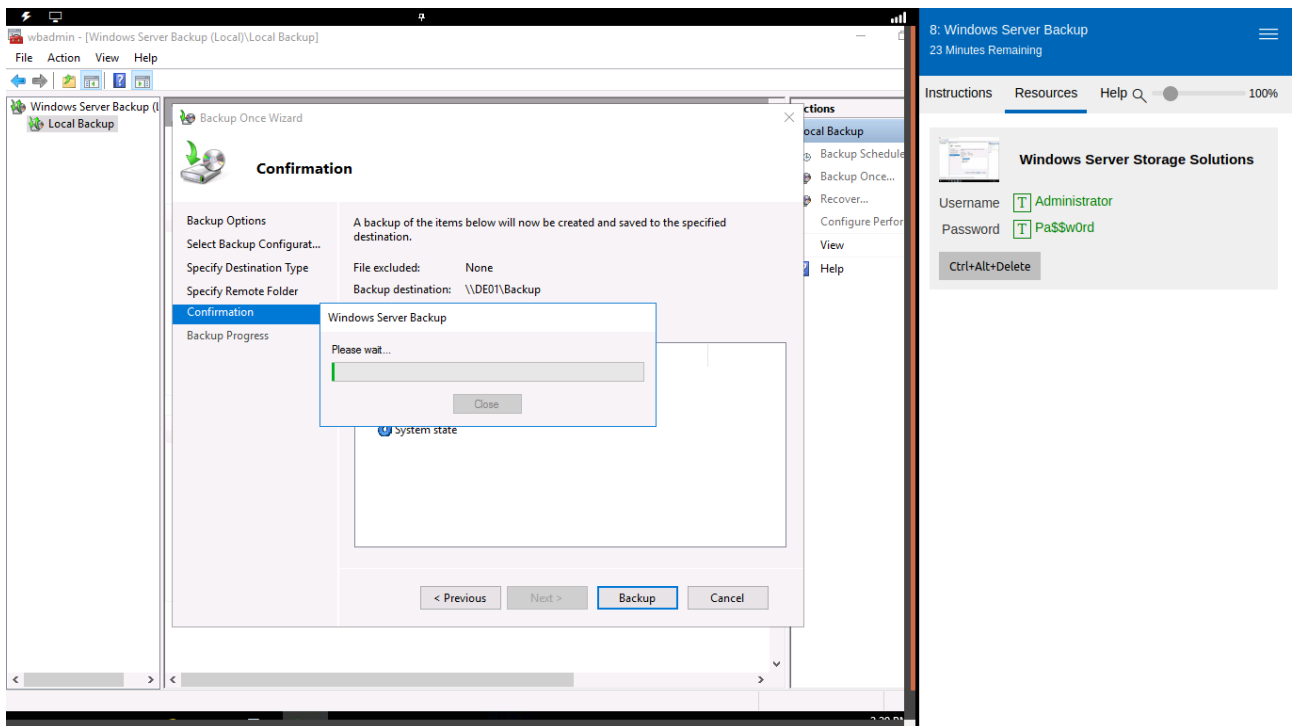 wbadmin - [Windows Server Backup (Local)\Local Backup]
File Action View Help
Windows Server Backup (L
Local Backup
Backup Once Wizard
Confirmation
Backup Options
Select Backup Configurat...
Specify Destination Type
Specify Remote Folder
Confirmation
Backup Progress
A backup of the items below will now be created and saved to the specified
destination.
File excluded: None
Backup destination: \\DE01\Backup
Windows Server Backup
Please wait...
Close
System state
< Previous Next > Backup Cancel
ctions
ocal Backup
Backup Schedule
Backup Once...
Recover...
Configure Perfor
View
Help
8: Windows Server Backup
23 Minutes Remaining
Instructions Resources Help 100%
Windows Server Storage Solutions
Username T Administrator
Password T Pa$$w0rd
Ctrl+Alt+Delete